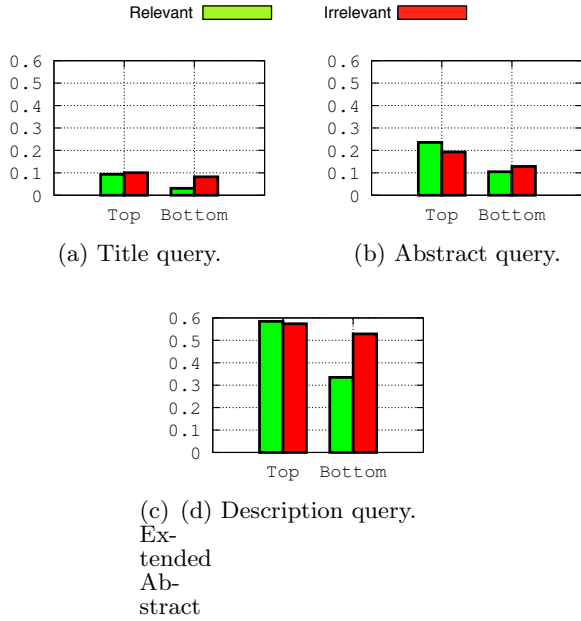 Relevant Irrelevant
0.6 0.6
0.5 0.5
0.4 0.4
0.3 0.3
0.2 0.2
0.1 0.1
0 0
Top Bottom Top Bottom
(a) Title query. (b) Abstract query.
0.6
0.5
0.4
0.3
0.2
0.1
0
Top Bottom
(c) (d) Description query.
Ex-
tended
Ab-
stract